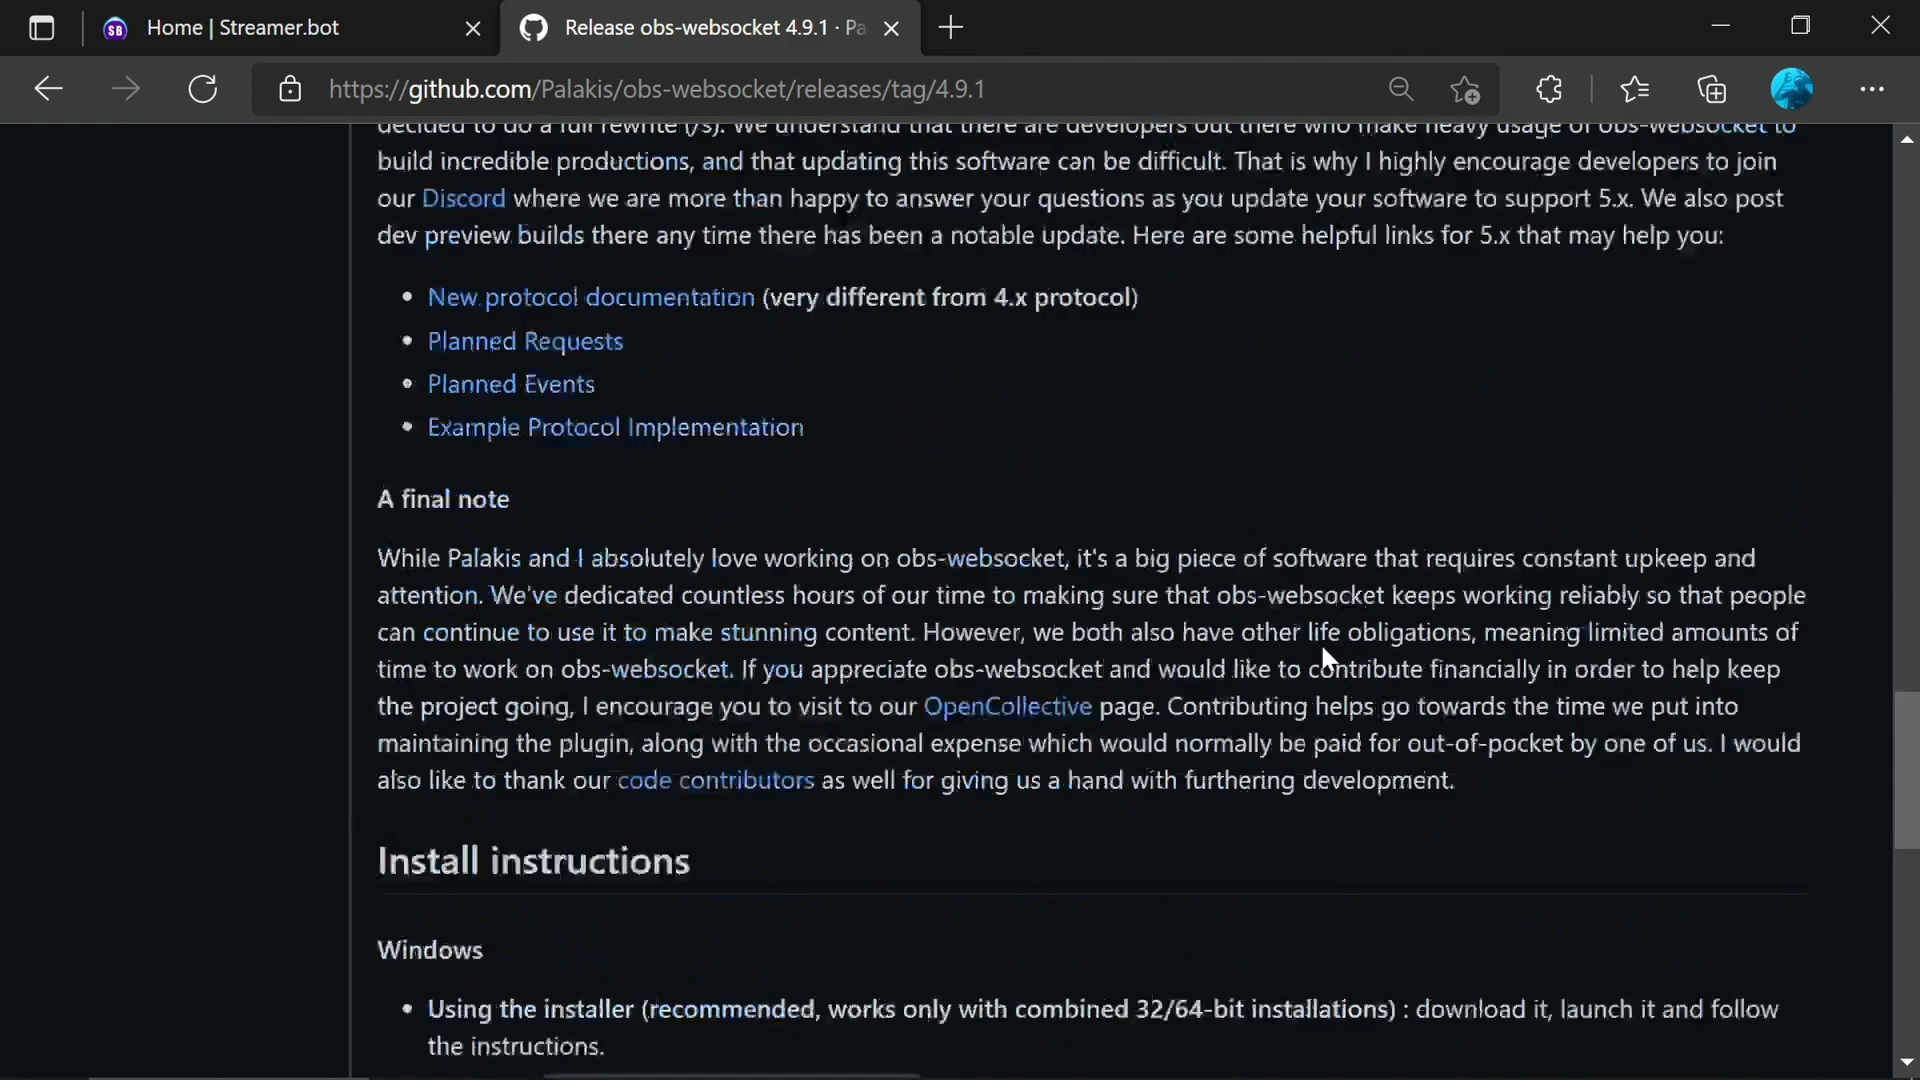 Home | Streamer.bot
Release obs-websocket 4.9.1 · Pa
https://github.com/Palakis/obs-websocket/releases/tag/4.9.1
decided to do a full rewrite (/s). We understand that there are developers out there who make heavy usage of obs-websocket to
build incredible productions, and that updating this software can be difficult. That is why I highly encourage developers to join
our Discord where we are more than happy to answer your questions as you update your software to support 5.x. We also post
dev preview builds there any time there has been a notable update. Here are some helpful links for 5.x that may help you:
• New protocol documentation (very different from 4.x protocol)
• Planned Requests
• Planned Events
• Example Protocol Implementation
A final note
While Palakis and I absolutely love working on obs-websocket, it's a big piece of software that requires constant upkeep and
attention. We've dedicated countless hours of our time to making sure that obs-websocket keeps working reliably so that people
can continue to use it to make stunning content. However, we both also have other life obligations, meaning limited amounts of
time to work on obs-websocket. If you appreciate obs-websocket and would like to contribute financially in order to help keep
the project going, I encourage you to visit to our OpenCollective page. Contributing helps go towards the time we put into
maintaining the plugin, along with the occasional expense which would normally be paid for out-of-pocket by one of us. I would
also like to thank our code contributors as well for giving us a hand with furthering development.
Install instructions
Windows
• Using the installer (recommended, works only with combined 32/64-bit installations) : download it, launch it and follow
the instructions.